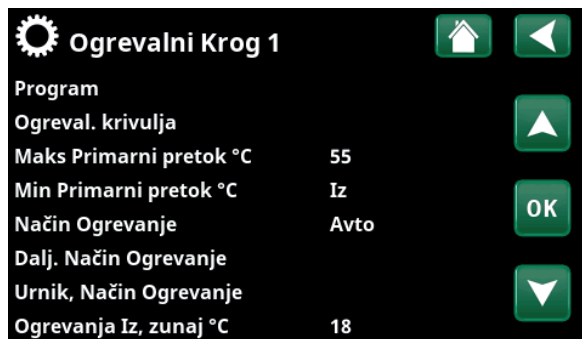 Ogrevalni Krog 1
Program
Ogreval. krivulja
Maks Primarni pretok °C 55
Min Primarni pretok °C Iz
Način Ogrevanje Avto
Dalj. Način Ogrevanje
Urnik, Način Ogrevanje
Ogrevanja Iz, zunaj °C 18
OK